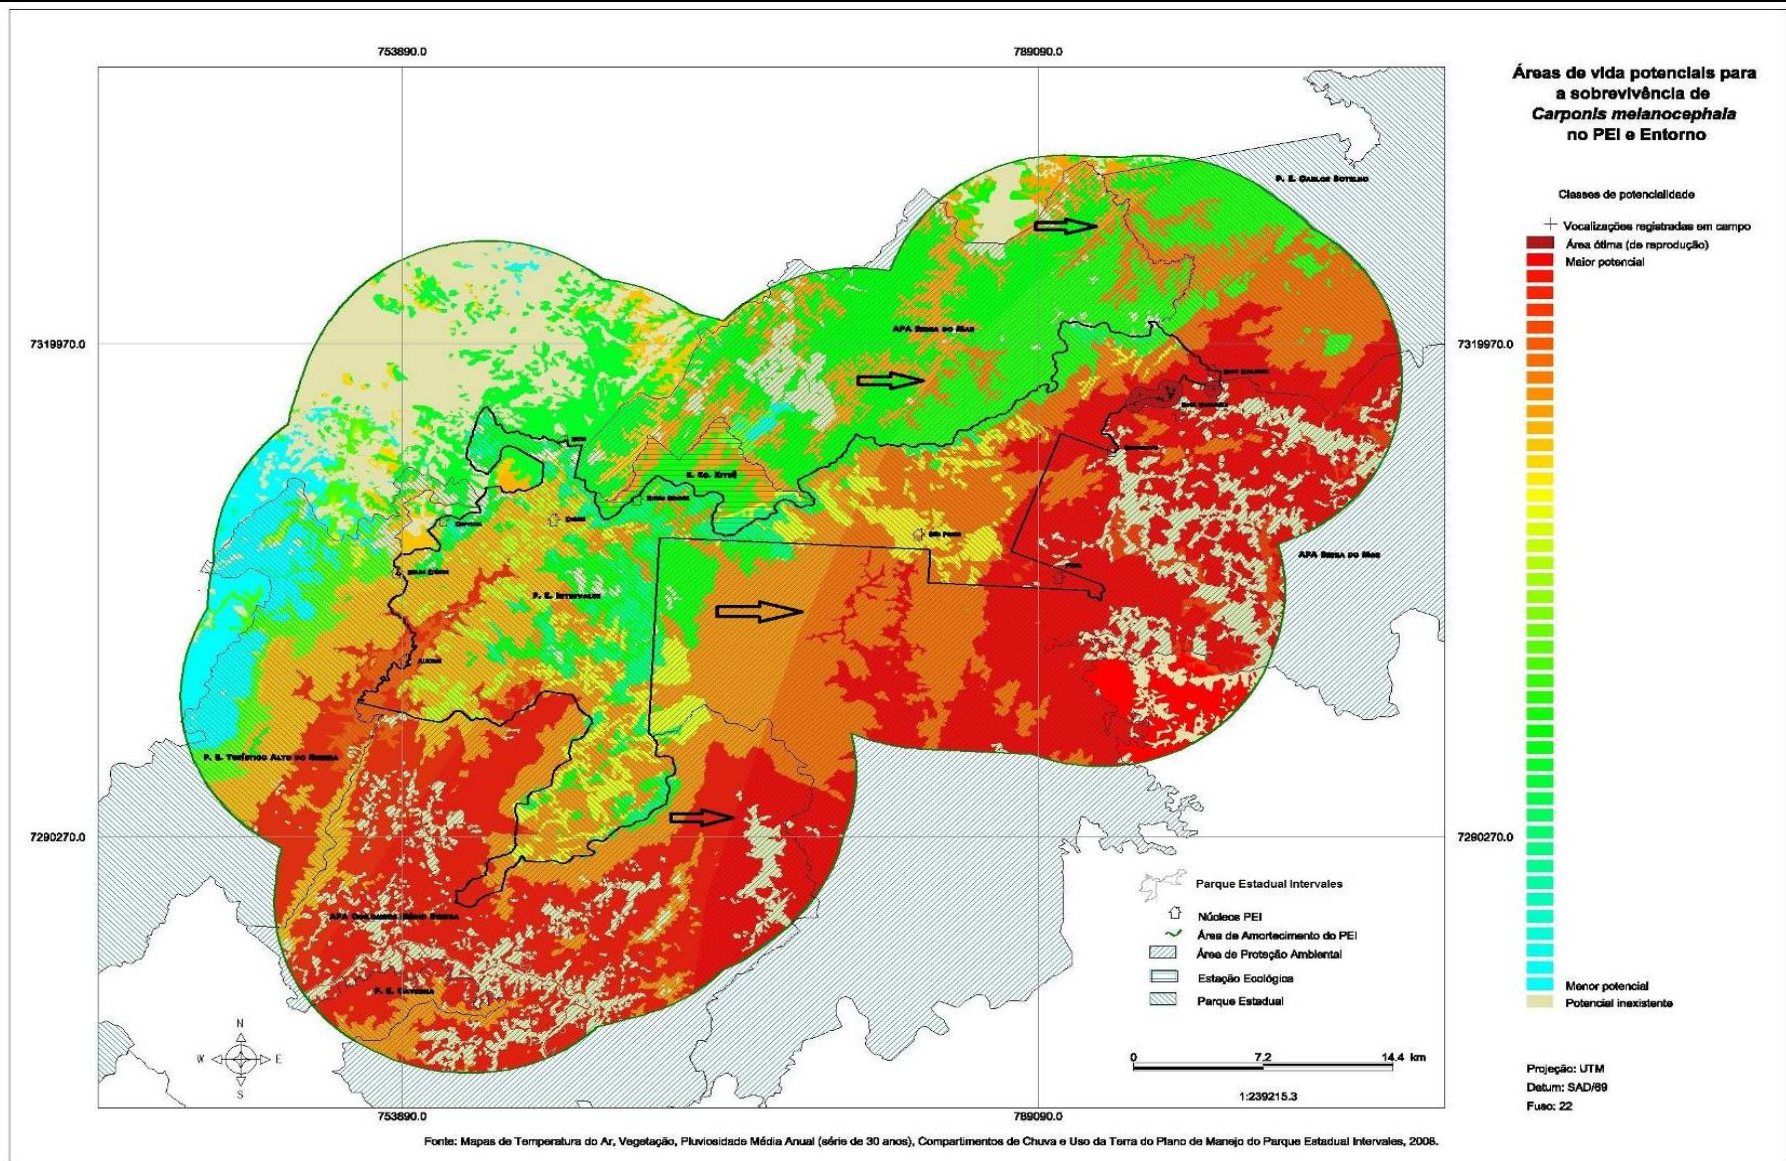 753890.0
789090.0
Áreas de vida potenciais para
a sobrevivência de
Carponis melanocephala
no PEI e Entorno
P. E. Carlos Botelho
Classes de potencialidade
Vocalizações registradas em campo
Área ótima (de reprodução)
Maior potencial
APA Serra do Mar
7319970.0
7319970.0
E. Ec. Xituê
São Pedro
APA Serra do Mar
P. E. Intervales
P. E. Turístico Alto do Ribeira
7290270.0
7290270.0
Parque Estadual Intervales
Núcleos PEI
Área de Amortecimento do PEI
Área de Proteção Ambiental
Estação Ecológica
Parque Estadual
Menor potencial
Potencial inexistente
N
W
E
S
0
7.2
14.4 km
1:239215.3
Projeção: UTM
Datum: SAD/69
Fuso: 22
753890.0
789090.0
Fonte: Mapas de Temperatura do Ar, Vegetação, Pluviosidade Média Anual (série de 30 anos), Compartimentos de Chuva e Uso da Terra do Plano de Manejo do Parque Estadual Intervales, 2008.